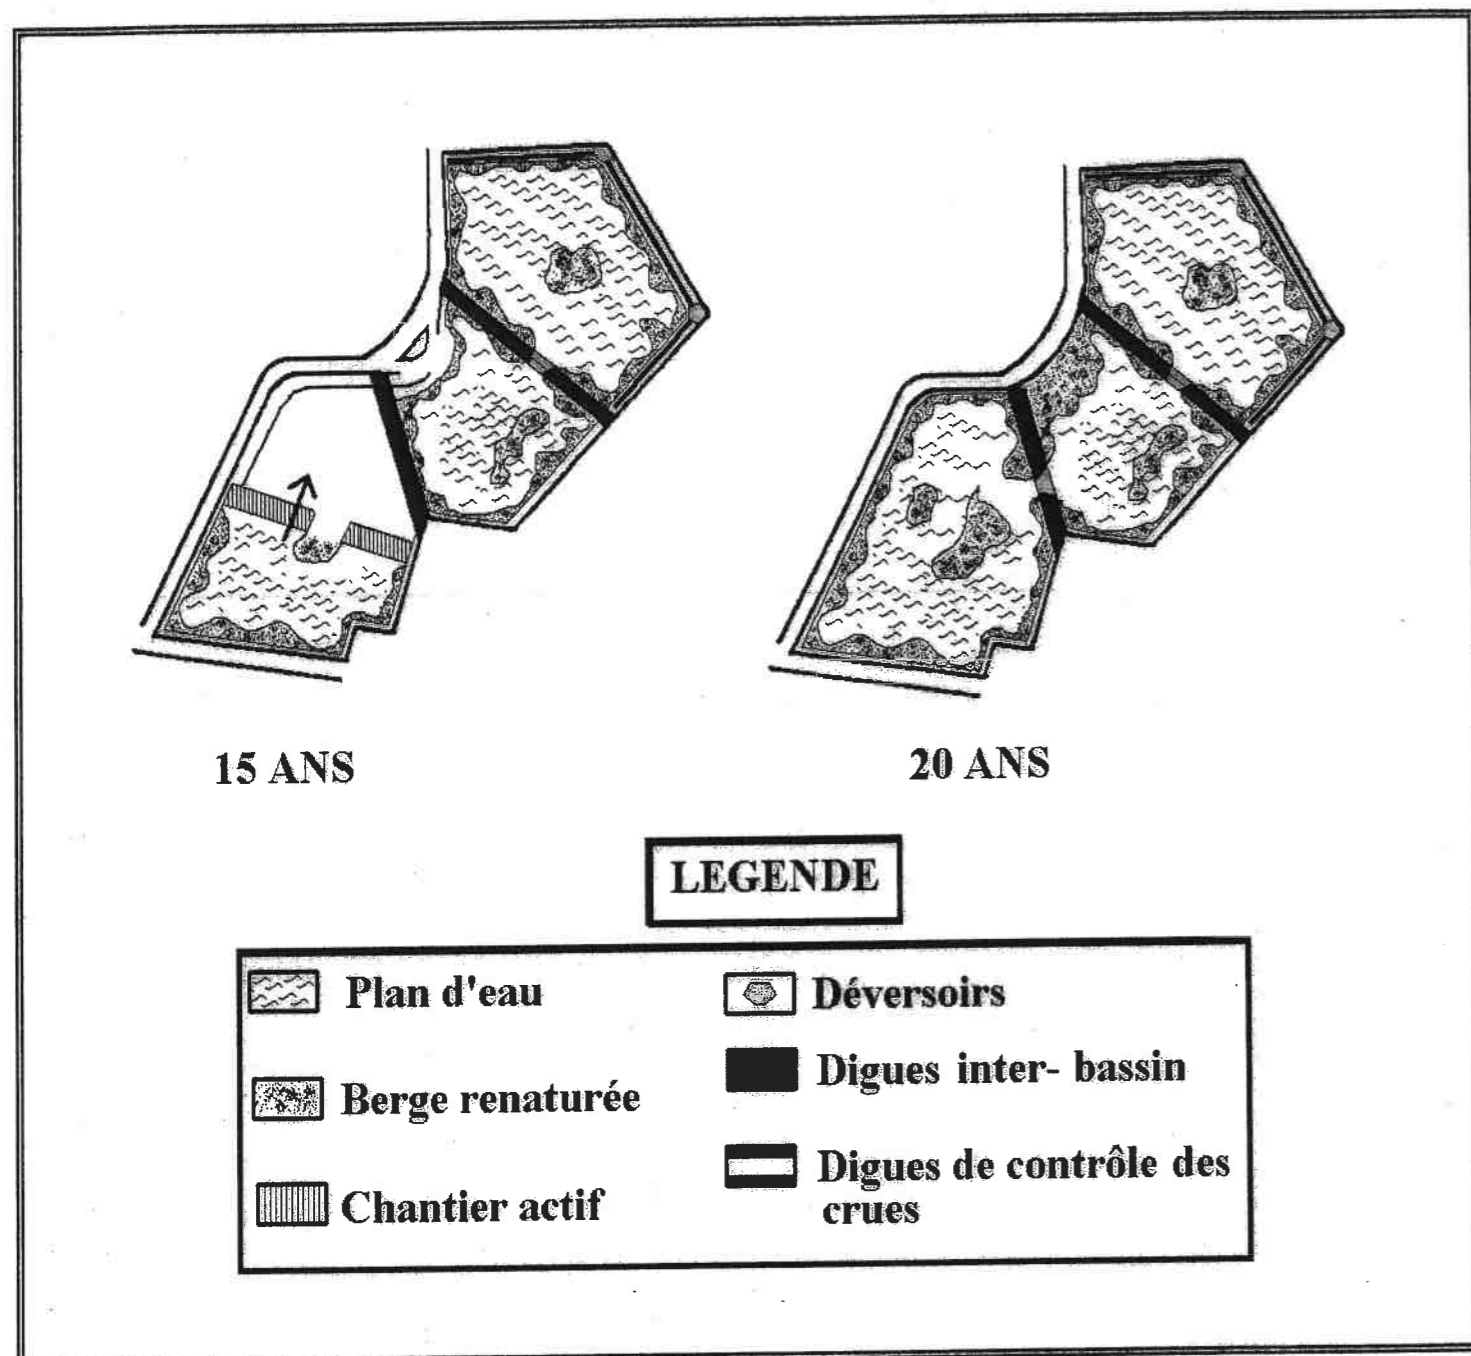 15 ANS
20 ANS
LEGENDE
Plan d'eau
Déversoirs
Berge renaturée
Digues inter- bassin
Chantier actif
Digues de contrôle des
crues